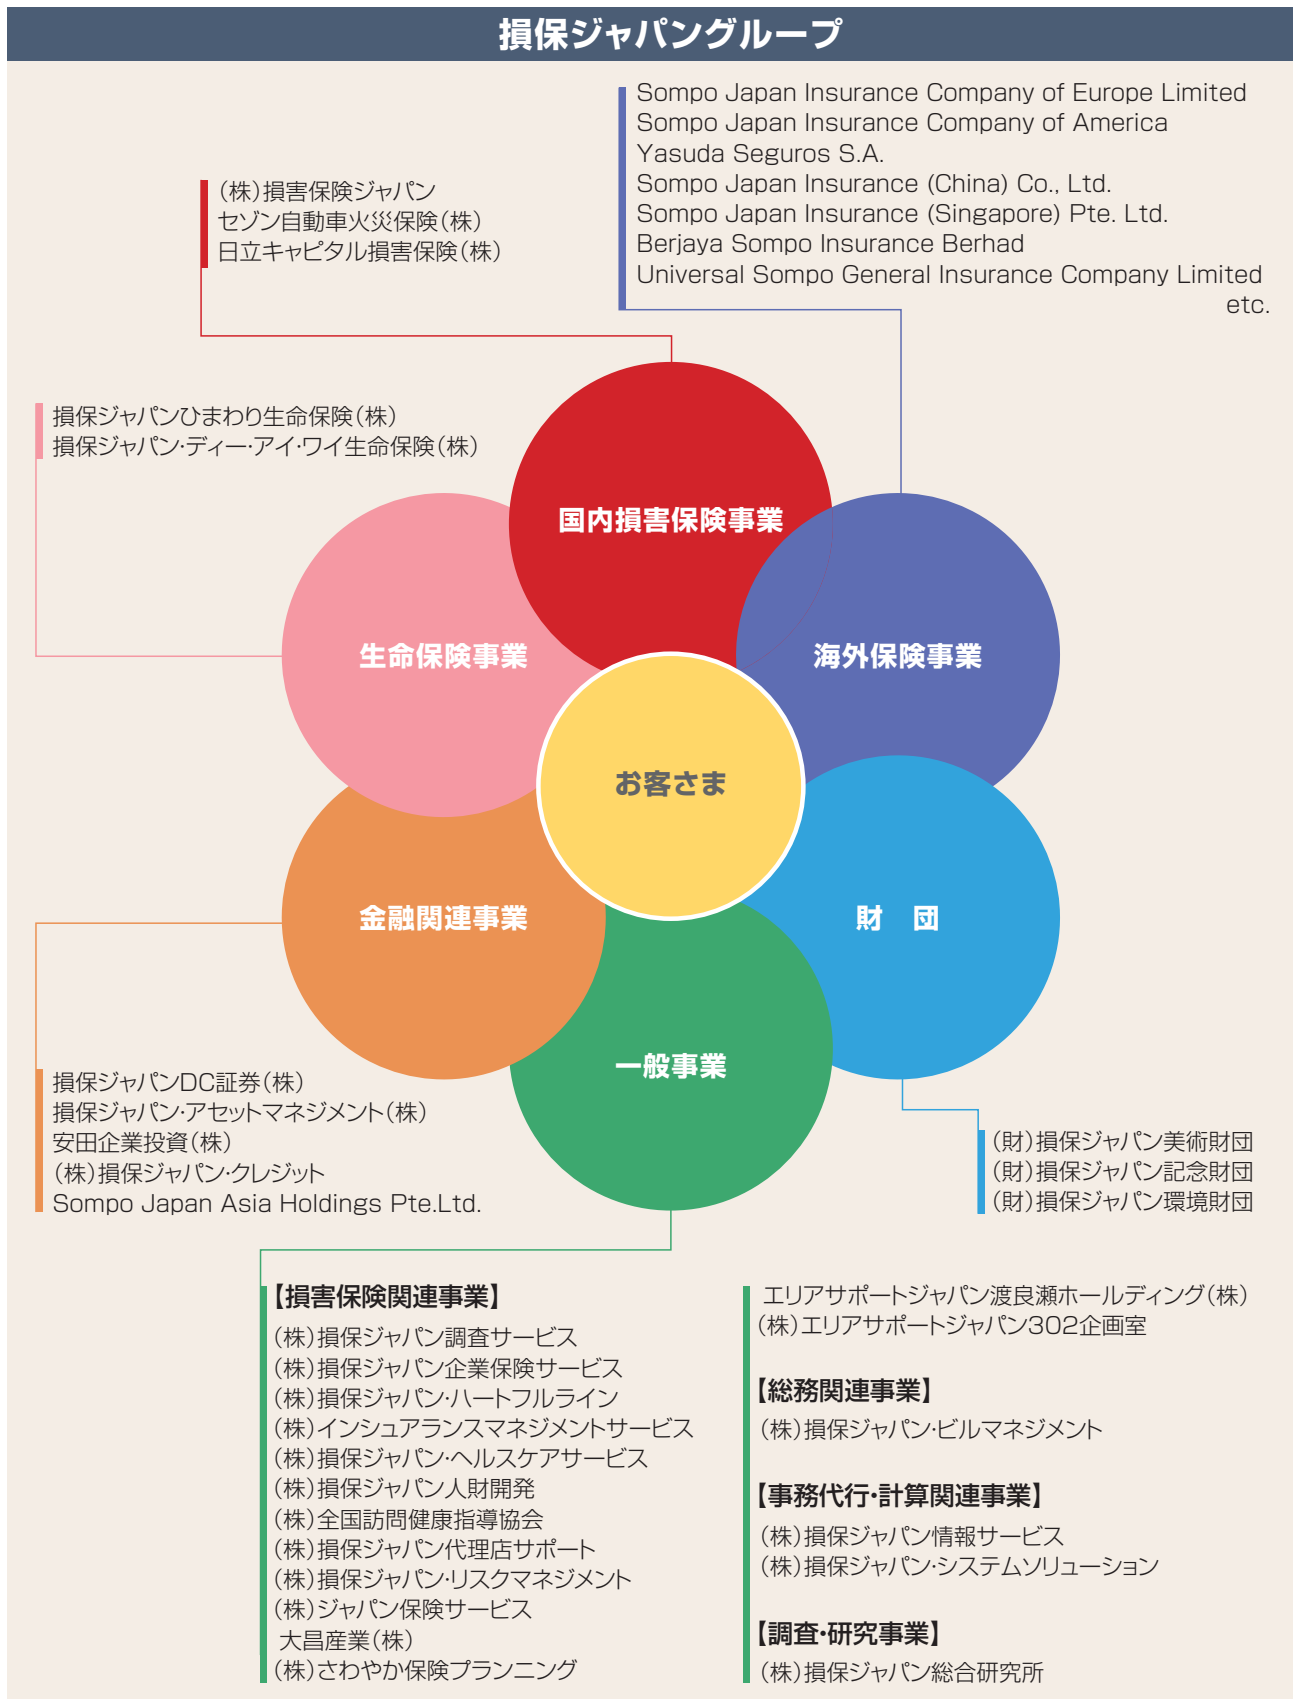 損保ジャパングループ
Sompo Japan Insurance Company of Europe Limited
Sompo Japan Insurance Company of America
Yasuda Seguros S.A.
Sompo Japan Insurance (China) Co., Ltd.
Sompo Japan Insurance (Singapore) Pte. Ltd.
Berjaya Sompo Insurance Berhad
Universal Sompo General Insurance Company Limited
etc.
(株)損害保険ジャパン
セゾン自動車火災保険(株)
日立キャピタル損害保険(株)
損保ジャパンひまわり生命保険(株)
損保ジャパン・ディー・アイ・ワイ生命保険(株)
国内損害保険事業
生命保険事業
海外保険事業
お客さま
金融関連事業
財　団
一般事業
損保ジャパンDC証券(株)
損保ジャパン・アセットマネジメント(株)
安田企業投資(株)
(株)損保ジャパン・クレジット
Sompo Japan Asia Holdings Pte.Ltd.
(財)損保ジャパン美術財団
(財)損保ジャパン記念財団
(財)損保ジャパン環境財団
【損害保険関連事業】
(株)損保ジャパン調査サービス
(株)損保ジャパン企業保険サービス
(株)損保ジャパン・ハートフルライン
(株)インシュアランスマネジメントサービス
(株)損保ジャパン・ヘルスケアサービス
(株)損保ジャパン人財開発
(株)全国訪問健康指導協会
(株)損保ジャパン代理店サポート
(株)損保ジャパン・リスクマネジメント
(株)ジャパン保険サービス
大昌産業(株)
(株)さわやか保険プランニング
エリアサポートジャパン渡良瀬ホールディング(株)
(株)エリアサポートジャパン302企画室
【総務関連事業】
(株)損保ジャパン・ビルマネジメント
【事務代行・計算関連事業】
(株)損保ジャパン情報サービス
(株)損保ジャパン・システムソリューション
【調査・研究事業】
(株)損保ジャパン総合研究所